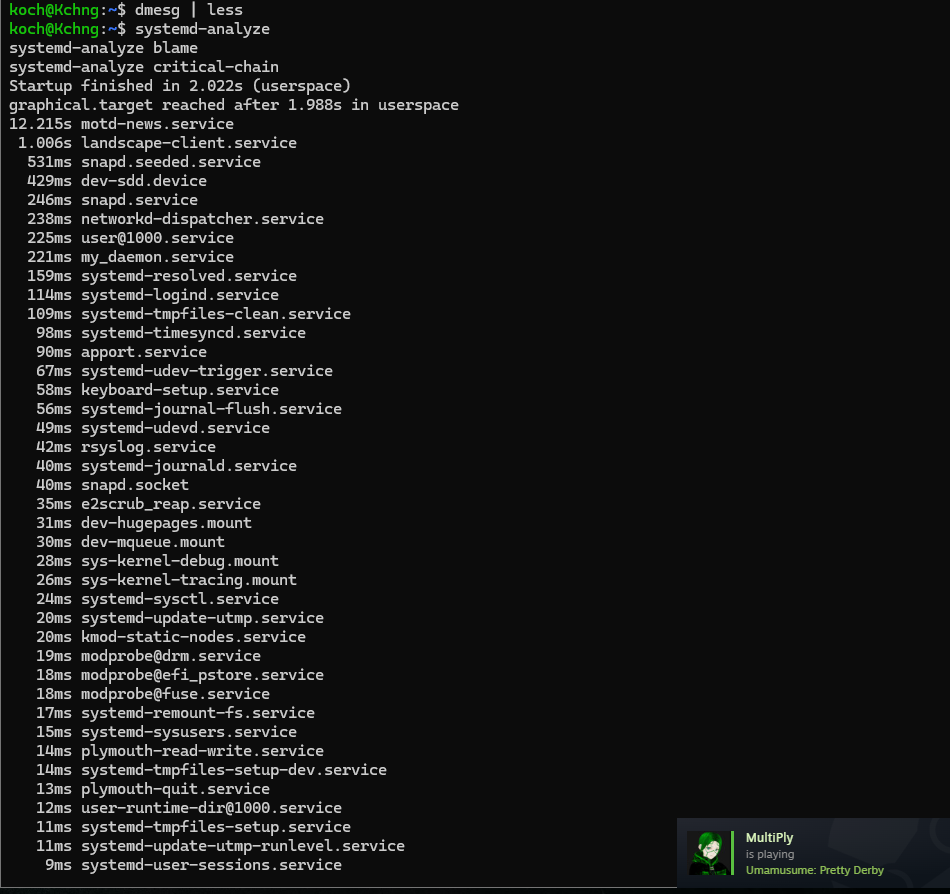 koch@Kchng:~$ dmesg | less
koch@Kchng:~$ systemd-analyze
systemd-analyze blame
systemd-analyze critical-chain
Startup finished in 2.022s (userspace)
graphical.target reached after 1.988s in userspace
12.215s motd-news.service
1.006s landscape-client.service
531ms snapd.seeded.service
429ms dev-sdd.device
246ms snapd.service
238ms networkd-dispatcher.service
225ms user@1000.service
221ms my_daemon.service
159ms systemd-resolved.service
114ms systemd-logind.service
109ms systemd-tmpfiles-clean.service
98ms systemd-timesyncd.service
90ms apport.service
67ms systemd-udev-trigger.service
58ms keyboard-setup.service
56ms systemd-journal-flush.service
49ms systemd-udevd.service
42ms rsyslog.service
40ms systemd-journald.service
40ms snapd.socket
35ms e2scrub_reap.service
31ms dev-hugepages.mount
30ms dev-mqueue.mount
28ms sys-kernel-debug.mount
26ms sys-kernel-tracing.mount
24ms systemd-sysctl.service
20ms systemd-update-utmp.service
20ms kmod-static-nodes.service
19ms modprobe@drm.service
18ms modprobe@efi_pstore.service
18ms modprobe@fuse.service
17ms systemd-remount-fs.service
15ms systemd-sysusers.service
14ms plymouth-read-write.service
14ms systemd-tmpfiles-setup-dev.service
13ms plymouth-quit.service
12ms user-runtime-dir@1000.service
11ms systemd-tmpfiles-setup.service
11ms systemd-update-utmp-runlevel.service
9ms systemd-user-sessions.service
MultiPly
is playing
Umamusume: Pretty Derby